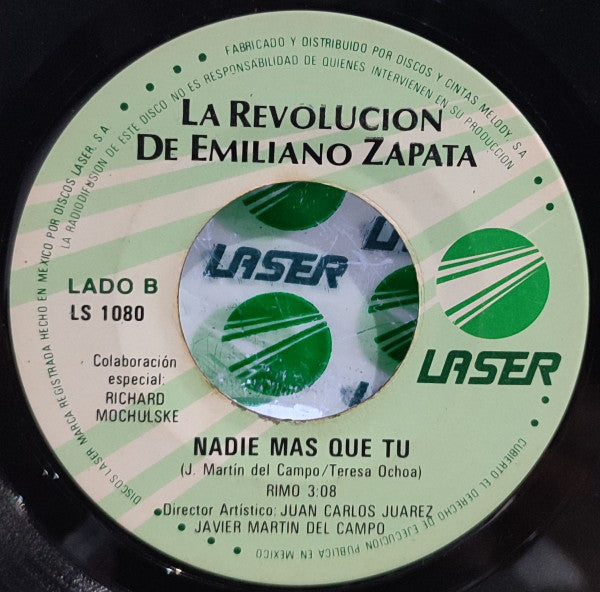 FABRICADO Y DISTRIBUIDO POR DISCOS Y CINTAS MELODY, S.A.
LA RADIODIFUSION DE ESTE DISCO NO ES RESPONSABILIDAD DE QUIENES INTERVIENEN EN SU PRODUCCION
DISCOS LASER MARCA REGISTRADA HECHO EN MEXICO POR DISCOS LASER, S.A.
LA REVOLUCION
DE EMILIANO ZAPATA
LADO B
LS 1080
LASER
LASER
Colaboración
especial:
RICHARD
MOCHULSKE
NADIE MAS QUE TU
(J. Martín del Campo/Teresa Ochoa)
RIMO 3:08
Director Artístico: JUAN CARLOS JUAREZ
JAVIER MARTIN DEL CAMPO
CUBIERTO EL DERECHO DE EJECUCION PUBLICA EN MEXICO